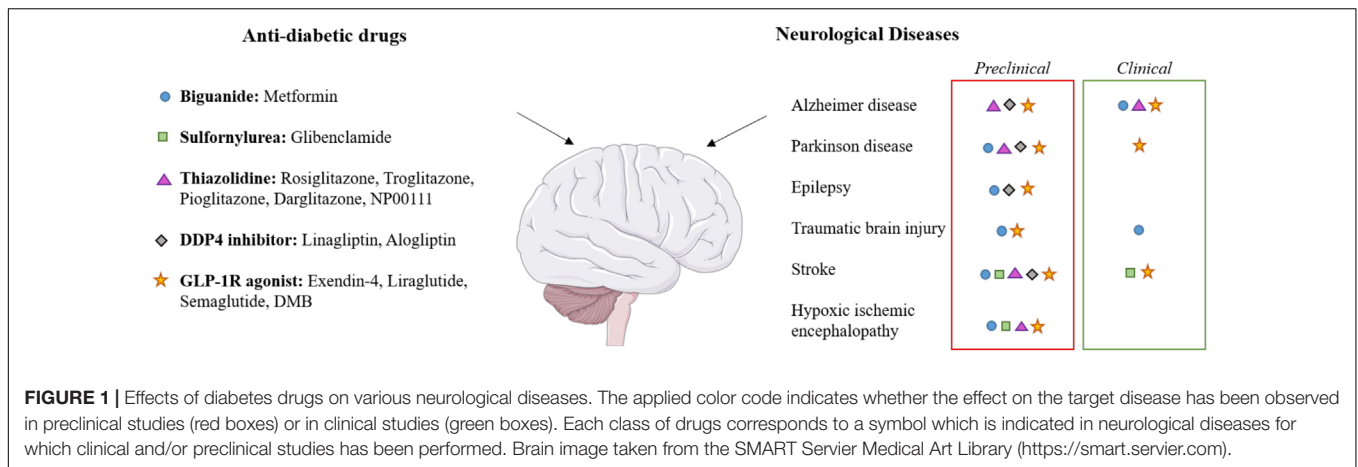 Anti-diabetic drugs
Biguanide: Metformin
Sulfornylurea: Glibenclamide
Thiazolidine: Rosiglitazone, Troglitazone,
Pioglitazone, Darglitazone, NP00111
DDP4 inhibitor: Linagliptin, Alogliptin
GLP-1R agonist: Exendin-4, Liraglutide,
Semaglutide, DMB
Neurological Diseases
Preclinical
Clinical
Alzheimer disease
Parkinson disease
Epilepsy
Traumatic brain injury
Stroke
Hypoxic ischemic
encephalopathy
FIGURE 1 | Effects of diabetes drugs on various neurological diseases. The applied color code indicates whether the effect on the target disease has been observed
in preclinical studies (red boxes) or in clinical studies (green boxes). Each class of drugs corresponds to a symbol which is indicated in neurological diseases for
which clinical and/or preclinical studies has been performed. Brain image taken from the SMART Servier Medical Art Library (https://smart.servier.com).